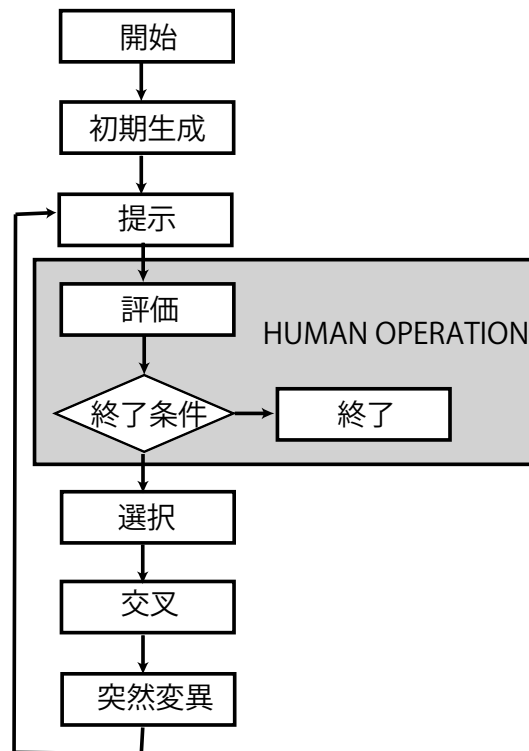 開始
初期生成
提示
評価
HUMAN OPERATION
終了条件
終了
選択
交叉
突然変異